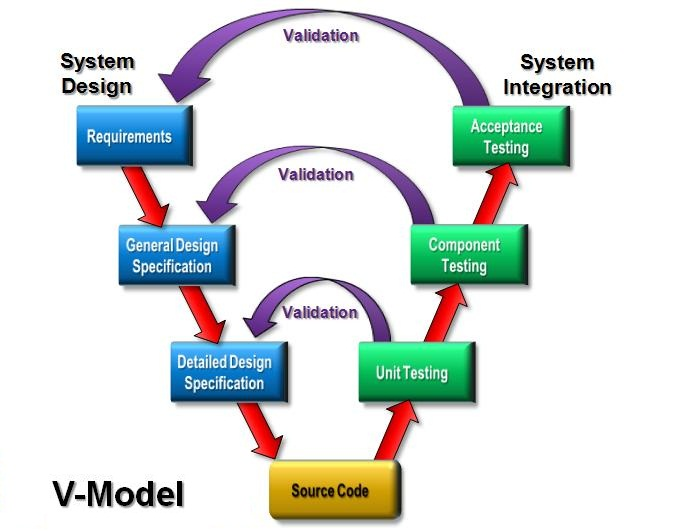 Validation
System
Design
System
Integration
Requirements
Acceptance
Testing
Validation
General Design
Specification
Component
Testing
Validation
Detailed Design
Specification
Unit Testing
Source Code
V-Model